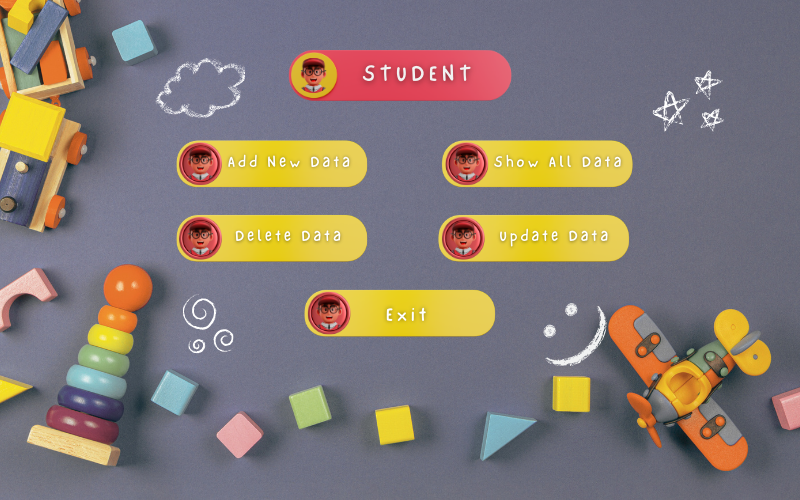 STUDENT
Add New Data
Show All Data
Delete Data
Update Data
Exit